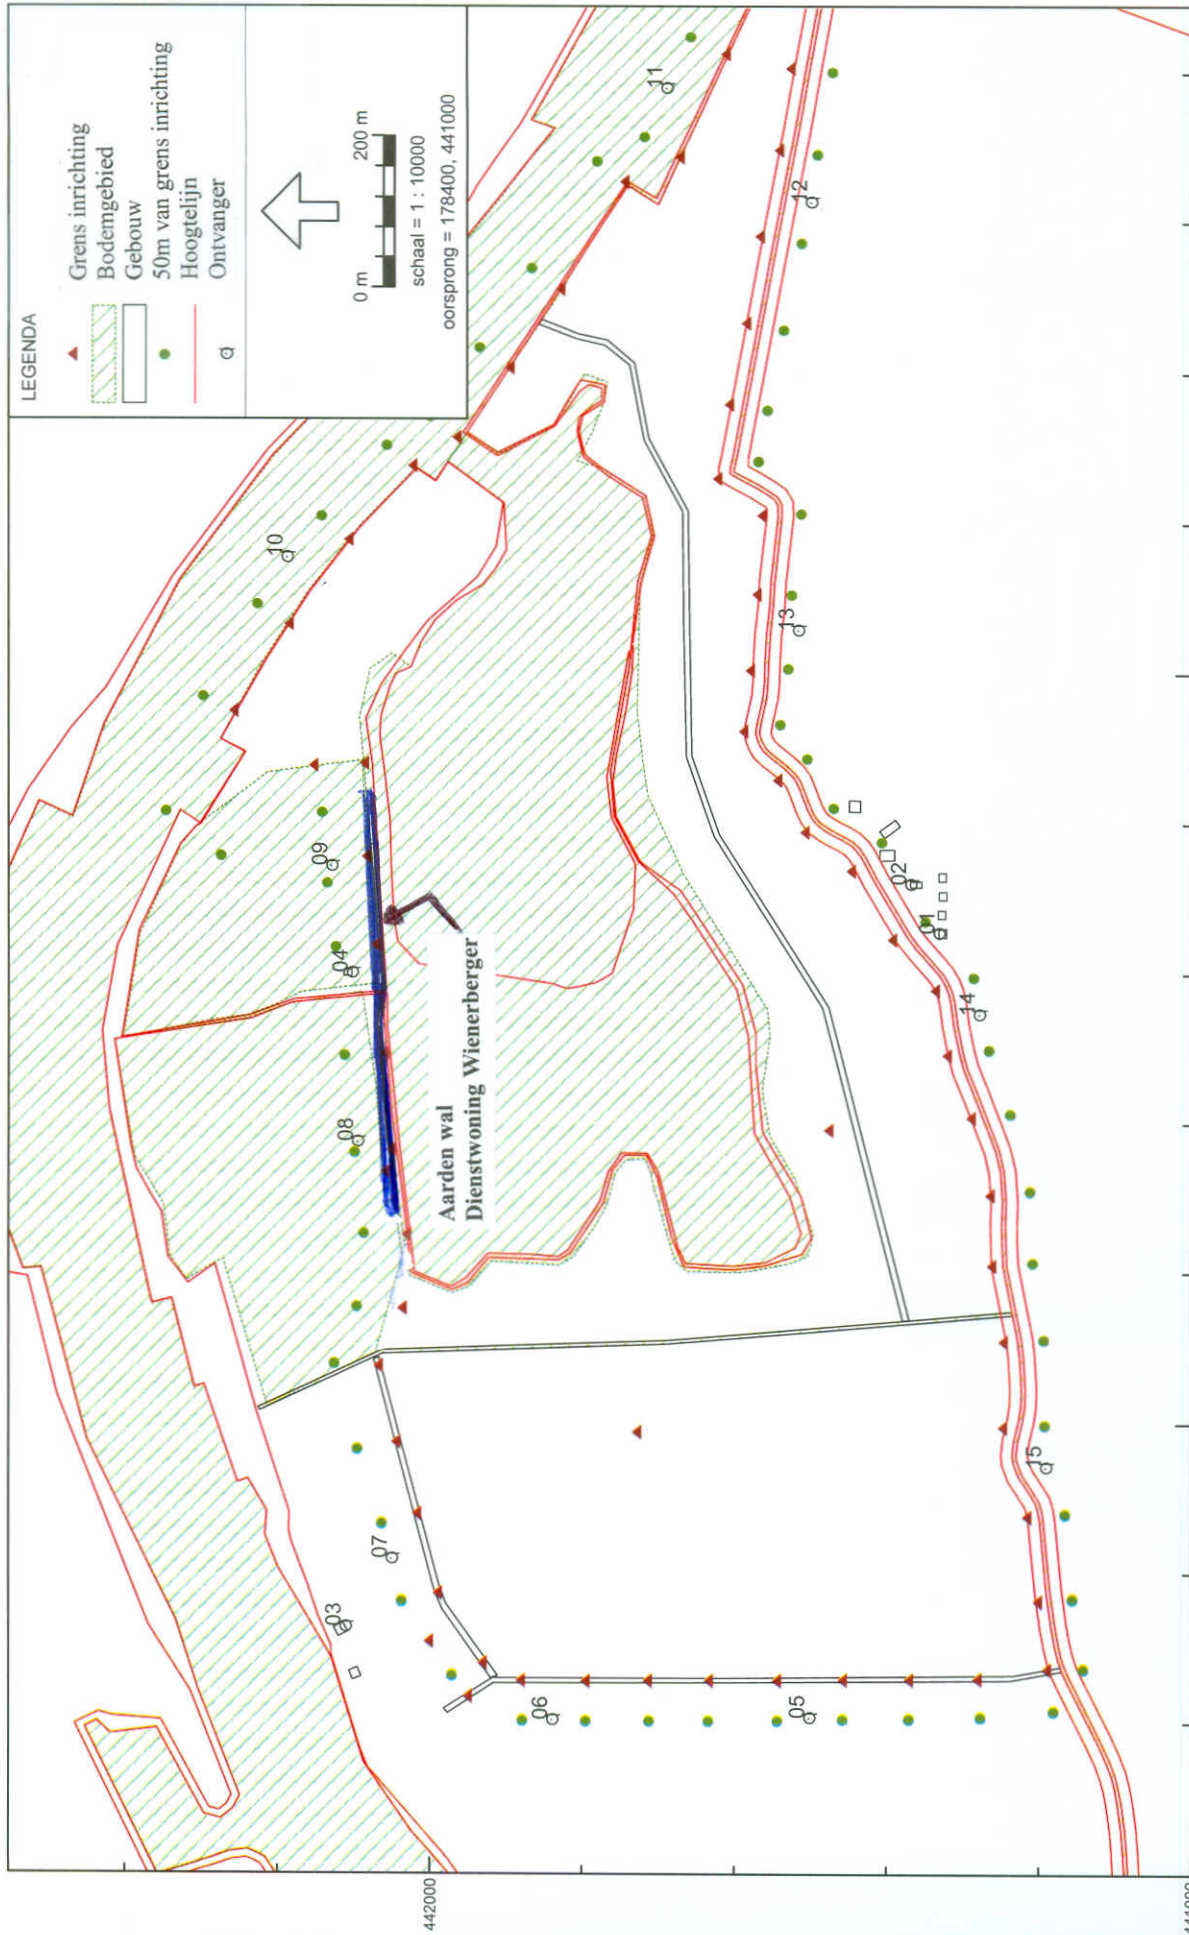 LEGENDA
Grens inrichting
Bodemgebied
Gebouw
50m van grens inrichting
Hoogtelijn
Ontvanger
0 m 200 m
schaal = 1 : 10000
oorsprong = 178400, 441000
11
12
10
13
09
02
01
04
14
Aarden wal
Dienstwoning Wienerberger
08
15
07
03
06
05
442000